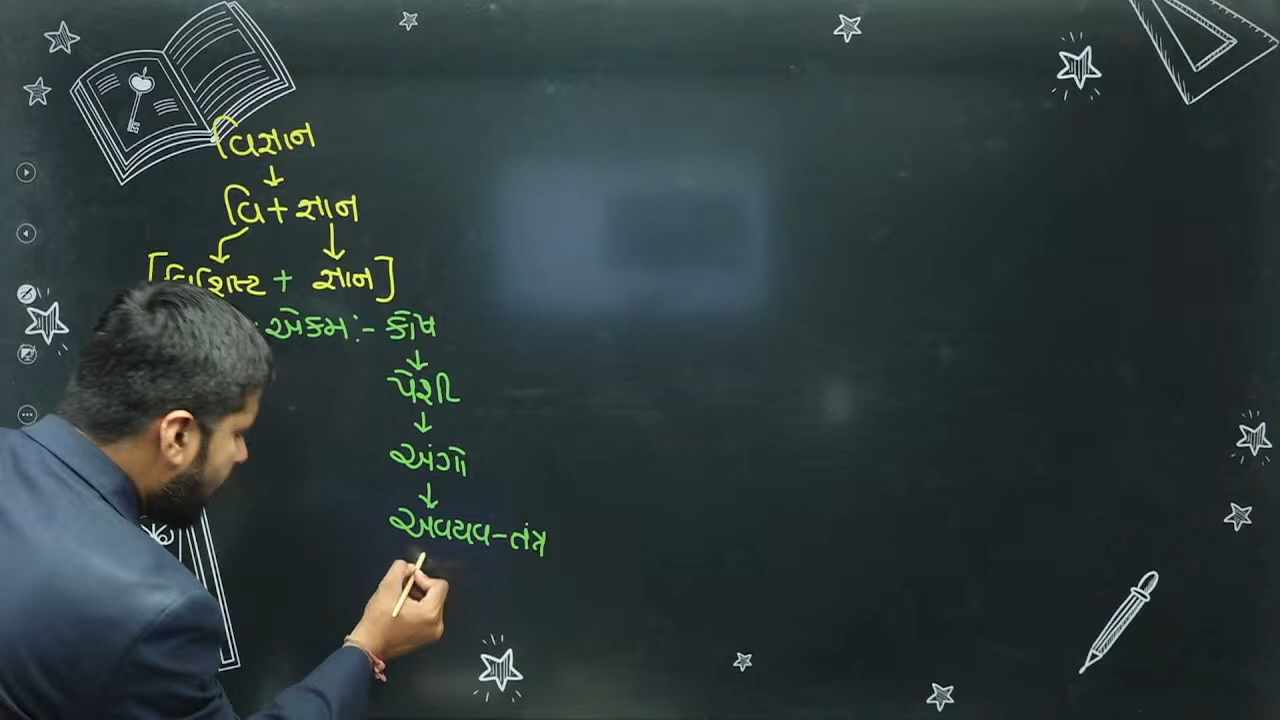 વિજ્ઞાન
↓
વિ + જ્ઞાન
[વિશિષ્ટ + જ્ઞાન]
એકમ :- કોષ
↓
પેશી
↓
અંગો
↓
અવયવ-તંત્ર